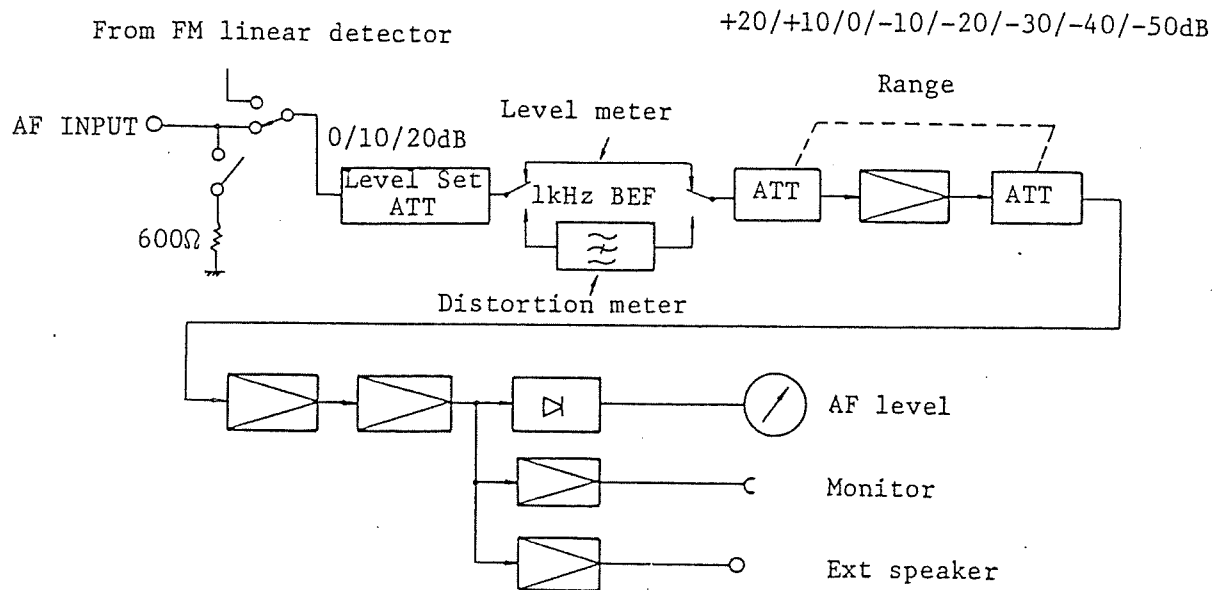 +20/+10/0/-10/-20/-30/-40/-50dB
From FM linear detector
Range
AF INPUT
Level meter
0/10/20dB
Level Set
ATT
1kHz BEF
ATT
ATT
600Ω
Distortion meter
AF level
Monitor
Ext speaker